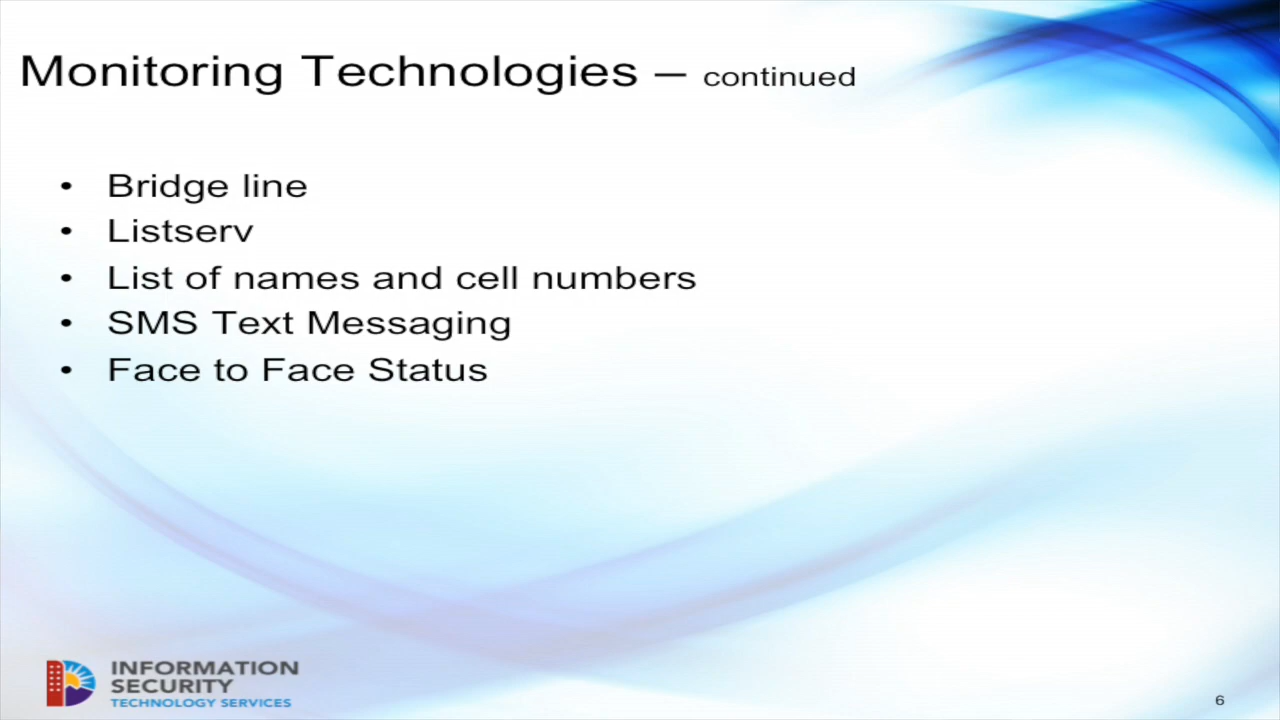 Monitoring Technologies – continued
• Bridge line
• Listserv
• List of names and cell numbers
• SMS Text Messaging
• Face to Face Status
INFORMATION
SECURITY
TECHNOLOGY SERVICES
6